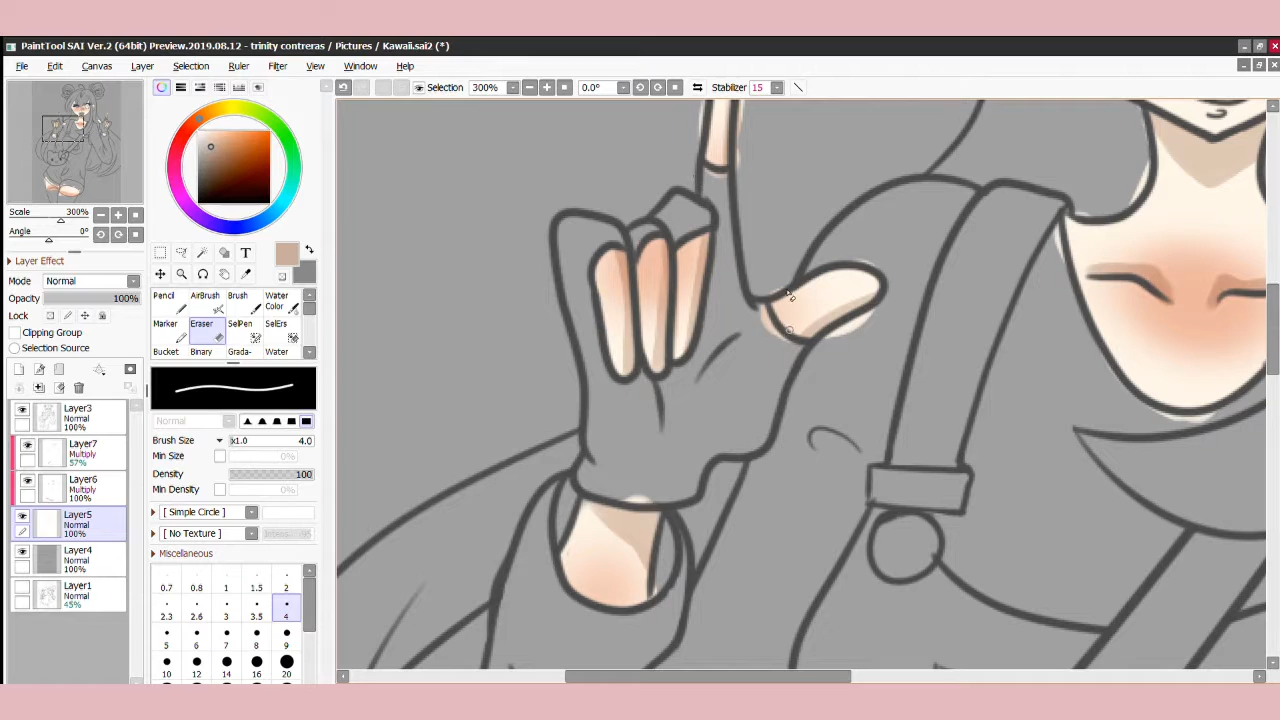 PaintTool SAI Ver.2 (64bit) Preview.2019.08.12 - trinity contreras / Pictures / Kawaii.sai2 (*)
File Edit Canvas Layer Selection Ruler Filter View Window Help
Selection 300% 0.0° Stabilizer 15
Scale 300%
Angle 0°
Layer Effect
Mode Normal
Opacity 100%
Lock
Clipping Group
Selection Source
Layer3
Normal
100%
Layer7
Multiply
57%
Layer6
Multiply
100%
Layer5
Normal
100%
Layer4
Normal
100%
Layer1
Normal
45%
T
Pencil AirBrush Brush Water Color
Marker Eraser SelPen SelErs
Bucket Binary Grada- Water
Normal
Brush Size x1.0 4.0
Min Size 0%
Density 100
Min Density 0%
[ Simple Circle ]
[ No Texture ]
Miscellaneous
0.7 0.8 1 1.5 2
2.3 2.6 3 3.5 4
5 6 7 8 9
10 12 14 16 20